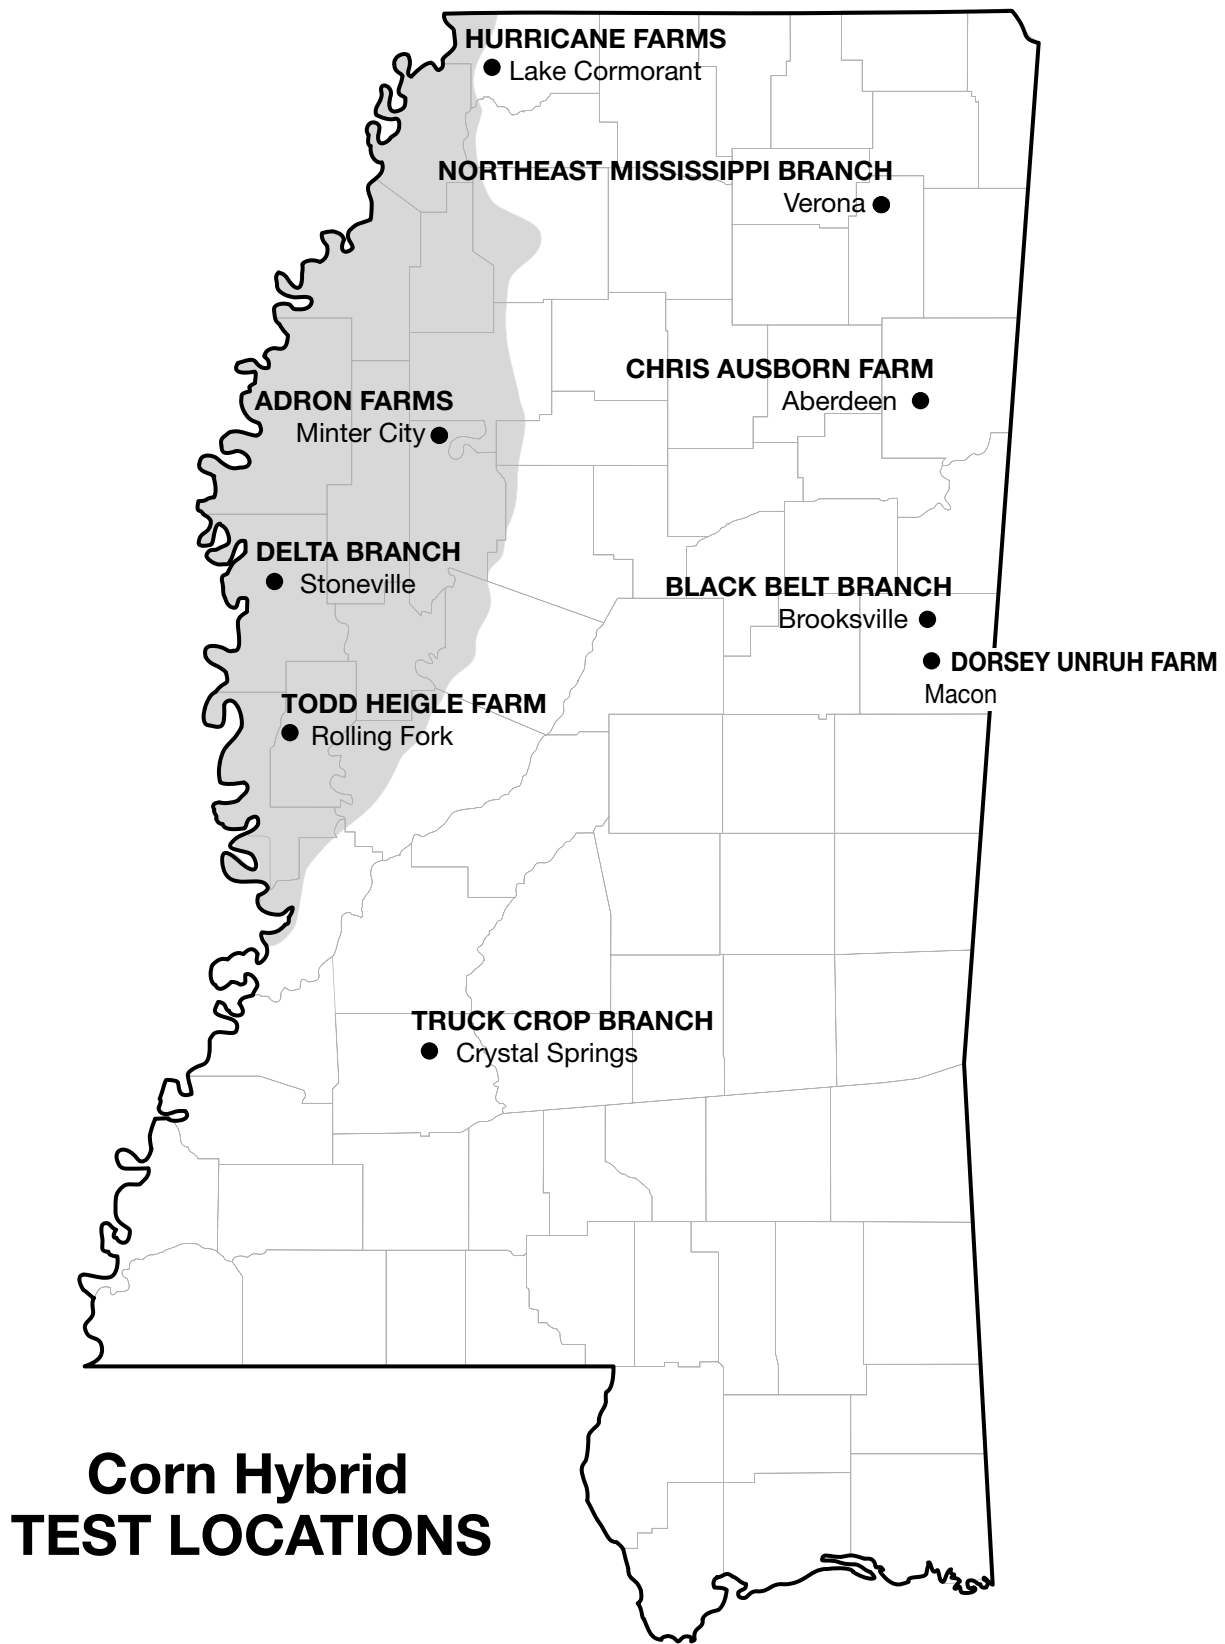 HURRICANE FARMS
Lake Cormorant
NORTHEAST MISSISSIPPI BRANCH
Verona
CHRIS AUSBORN FARM
Aberdeen
ADRON FARMS
Minter City
DELTA BRANCH
Stoneville
BLACK BELT BRANCH
Brooksville
DORSEY UNRUH FARM
Macon
TODD HEIGLE FARM
Rolling Fork
TRUCK CROP BRANCH
Crystal Springs
Corn Hybrid
TEST LOCATIONS